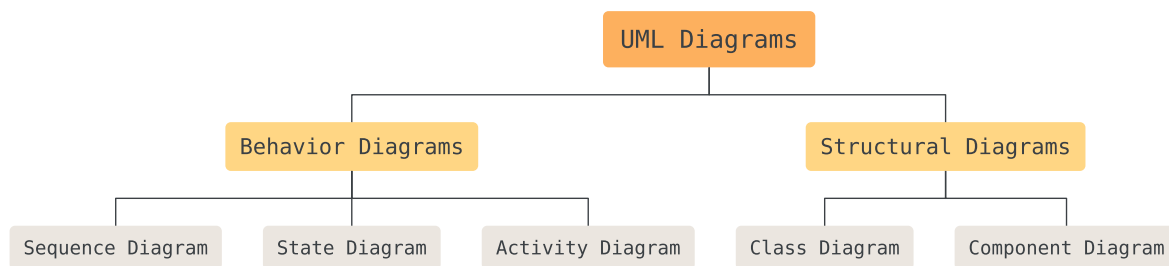 UML Diagrams
Behavior Diagrams
Structural Diagrams
Sequence Diagram
State Diagram
Activity Diagram
Class Diagram
Component Diagram